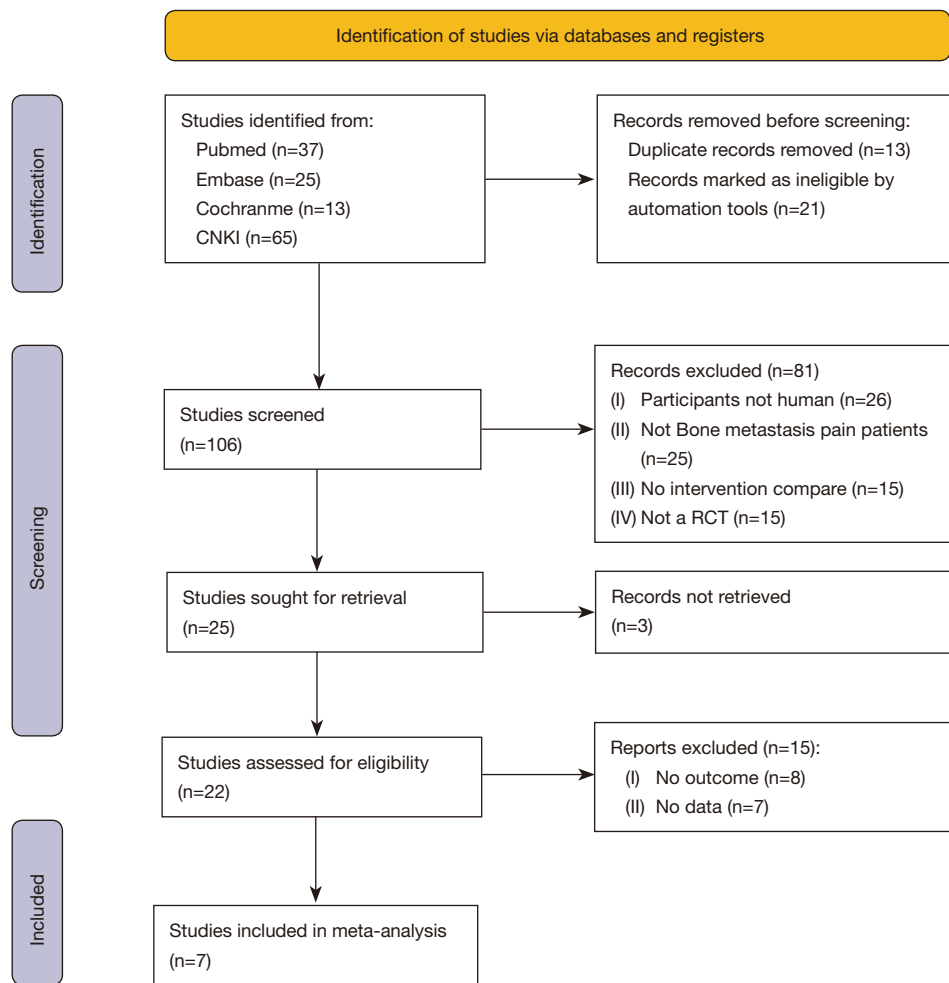 Identification of studies via databases and registers
Identification
Studies identified from:
Pubmed (n=37)
Embase (n=25)
Cochranme (n=13)
CNKI (n=65)
Records removed before screening:
Duplicate records removed (n=13)
Records marked as ineligible by
automation tools (n=21)
Screening
Studies screened
(n=106)
Records excluded (n=81)
(I) Participants not human (n=26)
(II) Not Bone metastasis pain patients
(n=25)
(III) No intervention compare (n=15)
(IV) Not a RCT (n=15)
Studies sought for retrieval
(n=25)
Records not retrieved
(n=3)
Studies assessed for eligibility
(n=22)
Reports excluded (n=15):
(I) No outcome (n=8)
(II) No data (n=7)
Included
Studies included in meta-analysis
(n=7)